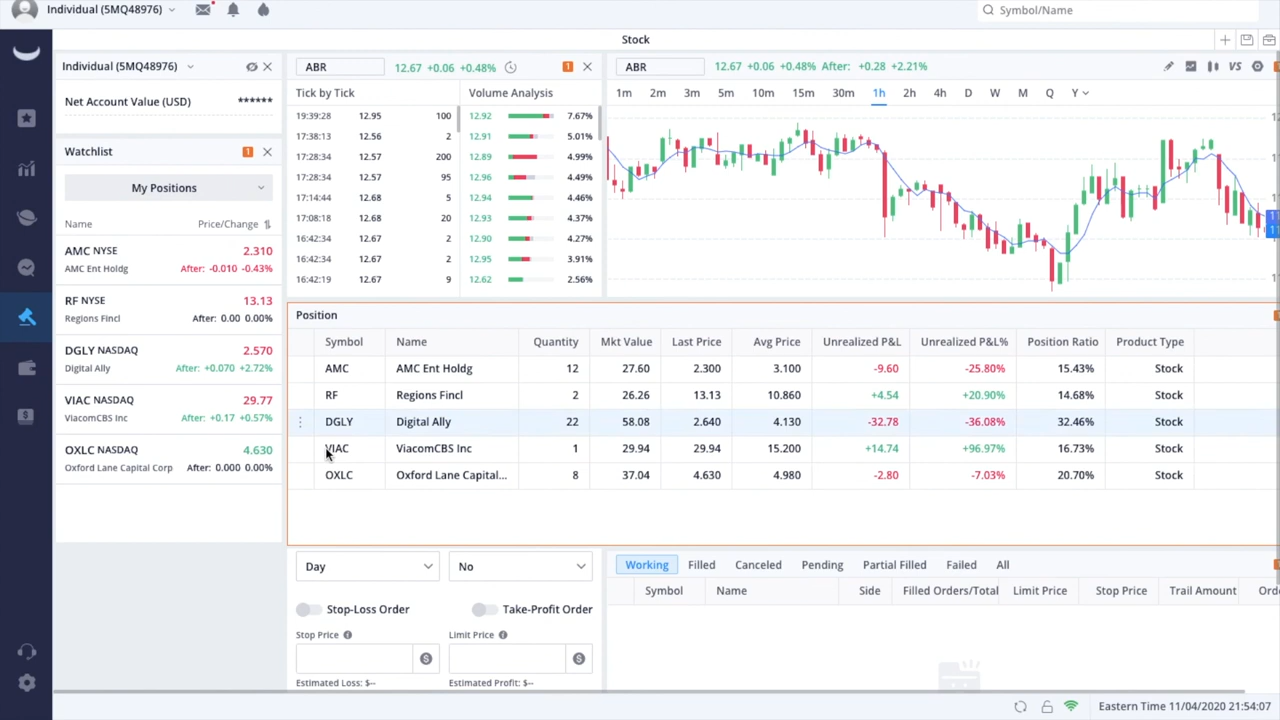 Individual (5MQ48976)
Symbol/Name
Stock
Individual (5MQ48976)
Net Account Value (USD) ******
Watchlist 1
My Positions
Name Price/Change
AMC NYSE 2.310
AMC Ent Holdg After: -0.010 -0.43%
RF NYSE 13.13
Regions Fincl After: 0.00 0.00%
DGLY NASDAQ 2.570
Digital Ally After: +0.070 +2.72%
VIAC NASDAQ 29.77
ViacomCBS Inc After: +0.17 +0.57%
OXLC NASDAQ 4.630
Oxford Lane Capital Corp After: 0.000 0.00%
ABR 12.67 +0.06 +0.48% 1
Tick by Tick Volume Analysis
19:39:28 12.95 100 12.92 7.67%
17:38:13 12.56 2 12.91 5.01%
17:28:34 12.57 200 12.89 4.99%
17:28:34 12.57 95 12.96 4.49%
17:14:44 12.68 5 12.94 4.46%
17:08:18 12.68 20 12.93 4.37%
16:42:34 12.67 2 12.90 4.27%
16:42:34 12.67 2 12.95 3.91%
16:42:19 12.67 9 12.62 2.56%
ABR 12.67 +0.06 +0.48% After: +0.28 +2.21% VS
1m 2m 3m 5m 10m 15m 30m 1h 2h 4h D W M Q Y
Position
Symbol Name Quantity Mkt Value Last Price Avg Price Unrealized P&L Unrealized P&L% Position Ratio Product Type
AMC AMC Ent Holdg 12 27.60 2.300 3.100 -9.60 -25.80% 15.43% Stock
RF Regions Fincl 2 26.26 13.13 10.860 +4.54 +20.90% 14.68% Stock
DGLY Digital Ally 22 58.08 2.640 4.130 -32.78 -36.08% 32.46% Stock
VIAC ViacomCBS Inc 1 29.94 29.94 15.200 +14.74 +96.97% 16.73% Stock
OXLC Oxford Lane Capital... 8 37.04 4.630 4.980 -2.80 -7.03% 20.70% Stock
Day No
Stop-Loss Order Take-Profit Order
Stop Price Limit Price
Estimated Loss: $-- Estimated Profit: $--
Working Filled Canceled Pending Partial Filled Failed All
Symbol Name Side Filled Orders/Total Limit Price Stop Price Trail Amount
Eastern Time 11/04/2020 21:54:07